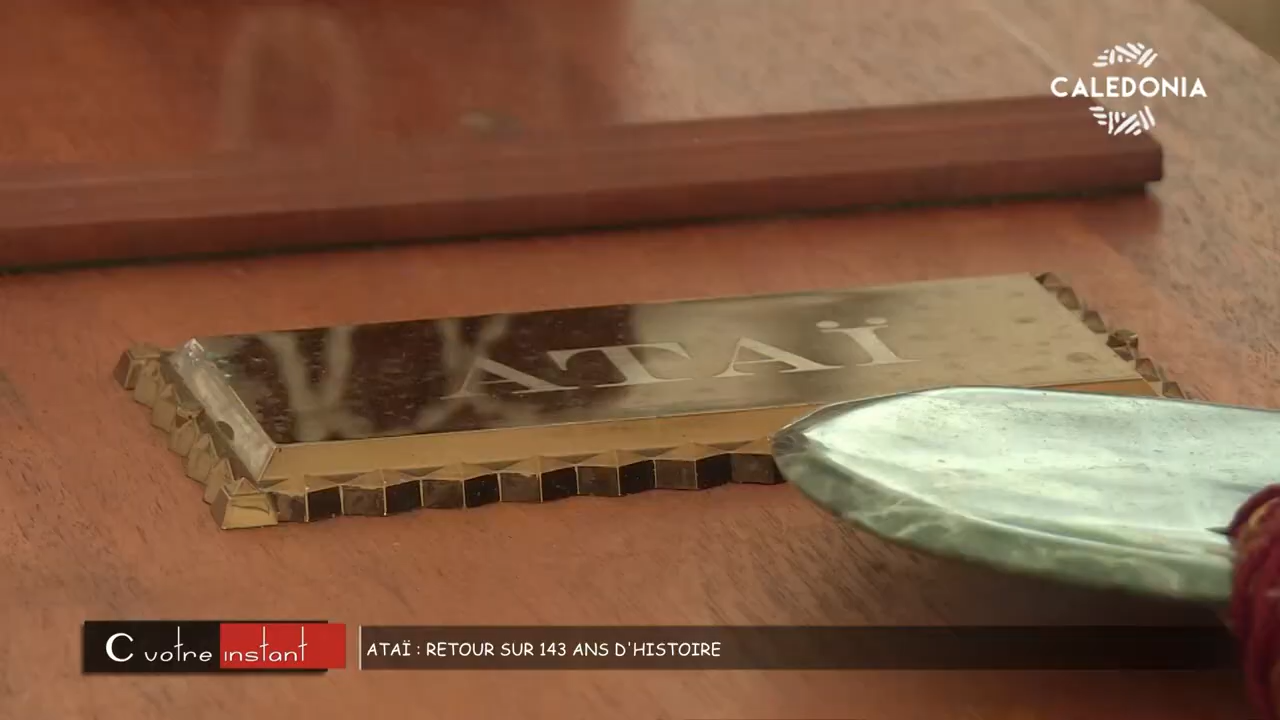 CALEDONIA
ATAÏ
C votre instant
ATAÏ : RETOUR SUR 143 ANS D'HISTOIRE